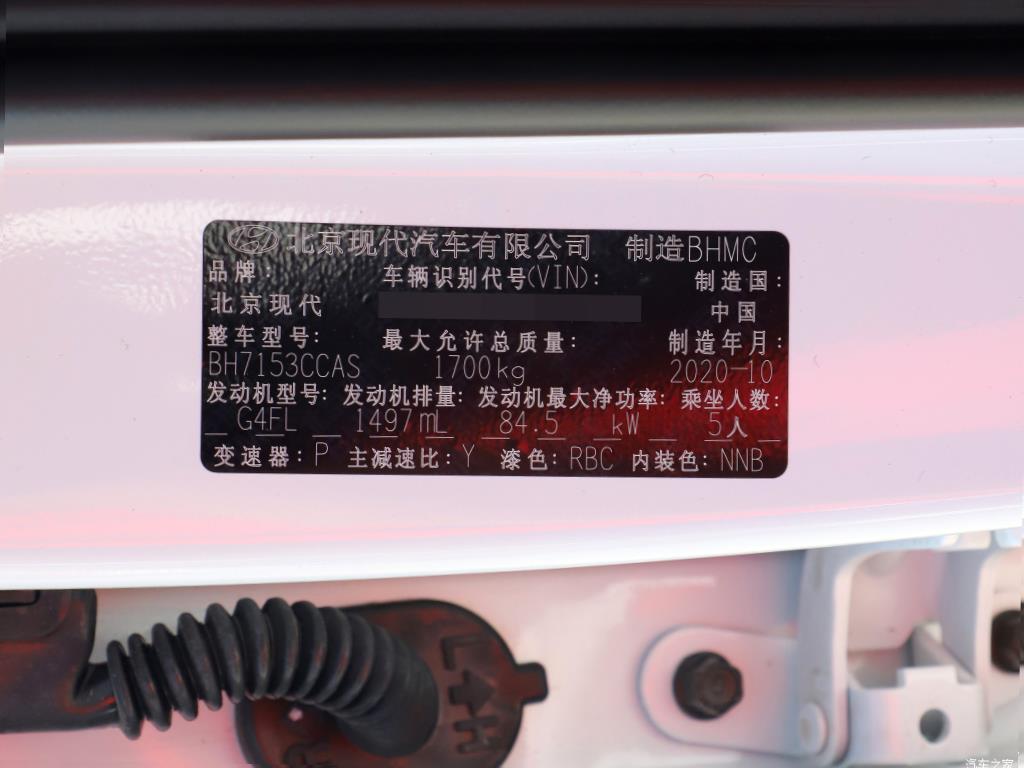 北京现代汽车有限公司 制造BHMC
品牌: 车辆识别代号(VIN): 制造国:
北京现代 中国
整车型号: 最大允许总质量: 制造年月:
BH7153CCAS 1700kg 2020-10
发动机型号: 发动机排量: 发动机最大净功率: 乘坐人数:
G4FL 1497mL 84.5 kW 5人
变速器: P 主减速比: Y 漆色: RBC 内装色: NNB
L H
汽车之家